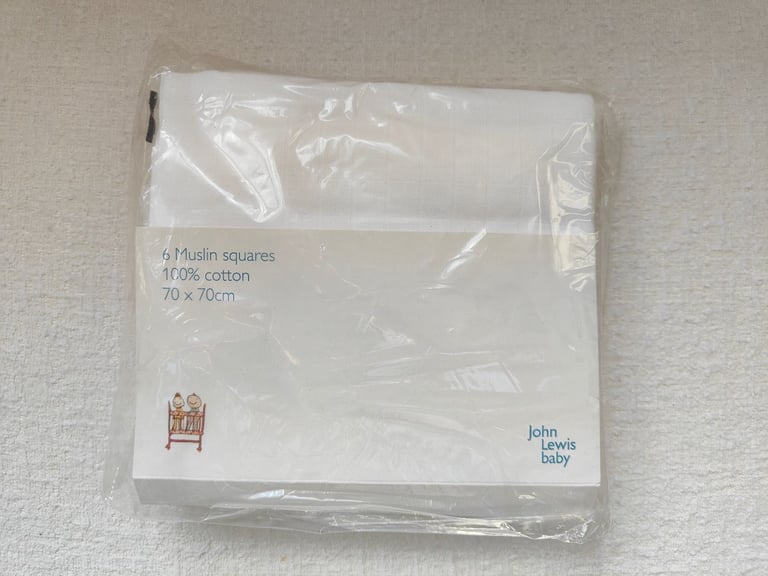 6 Muslin squares
100% cotton
70 x 70cm
John
Lewis
baby